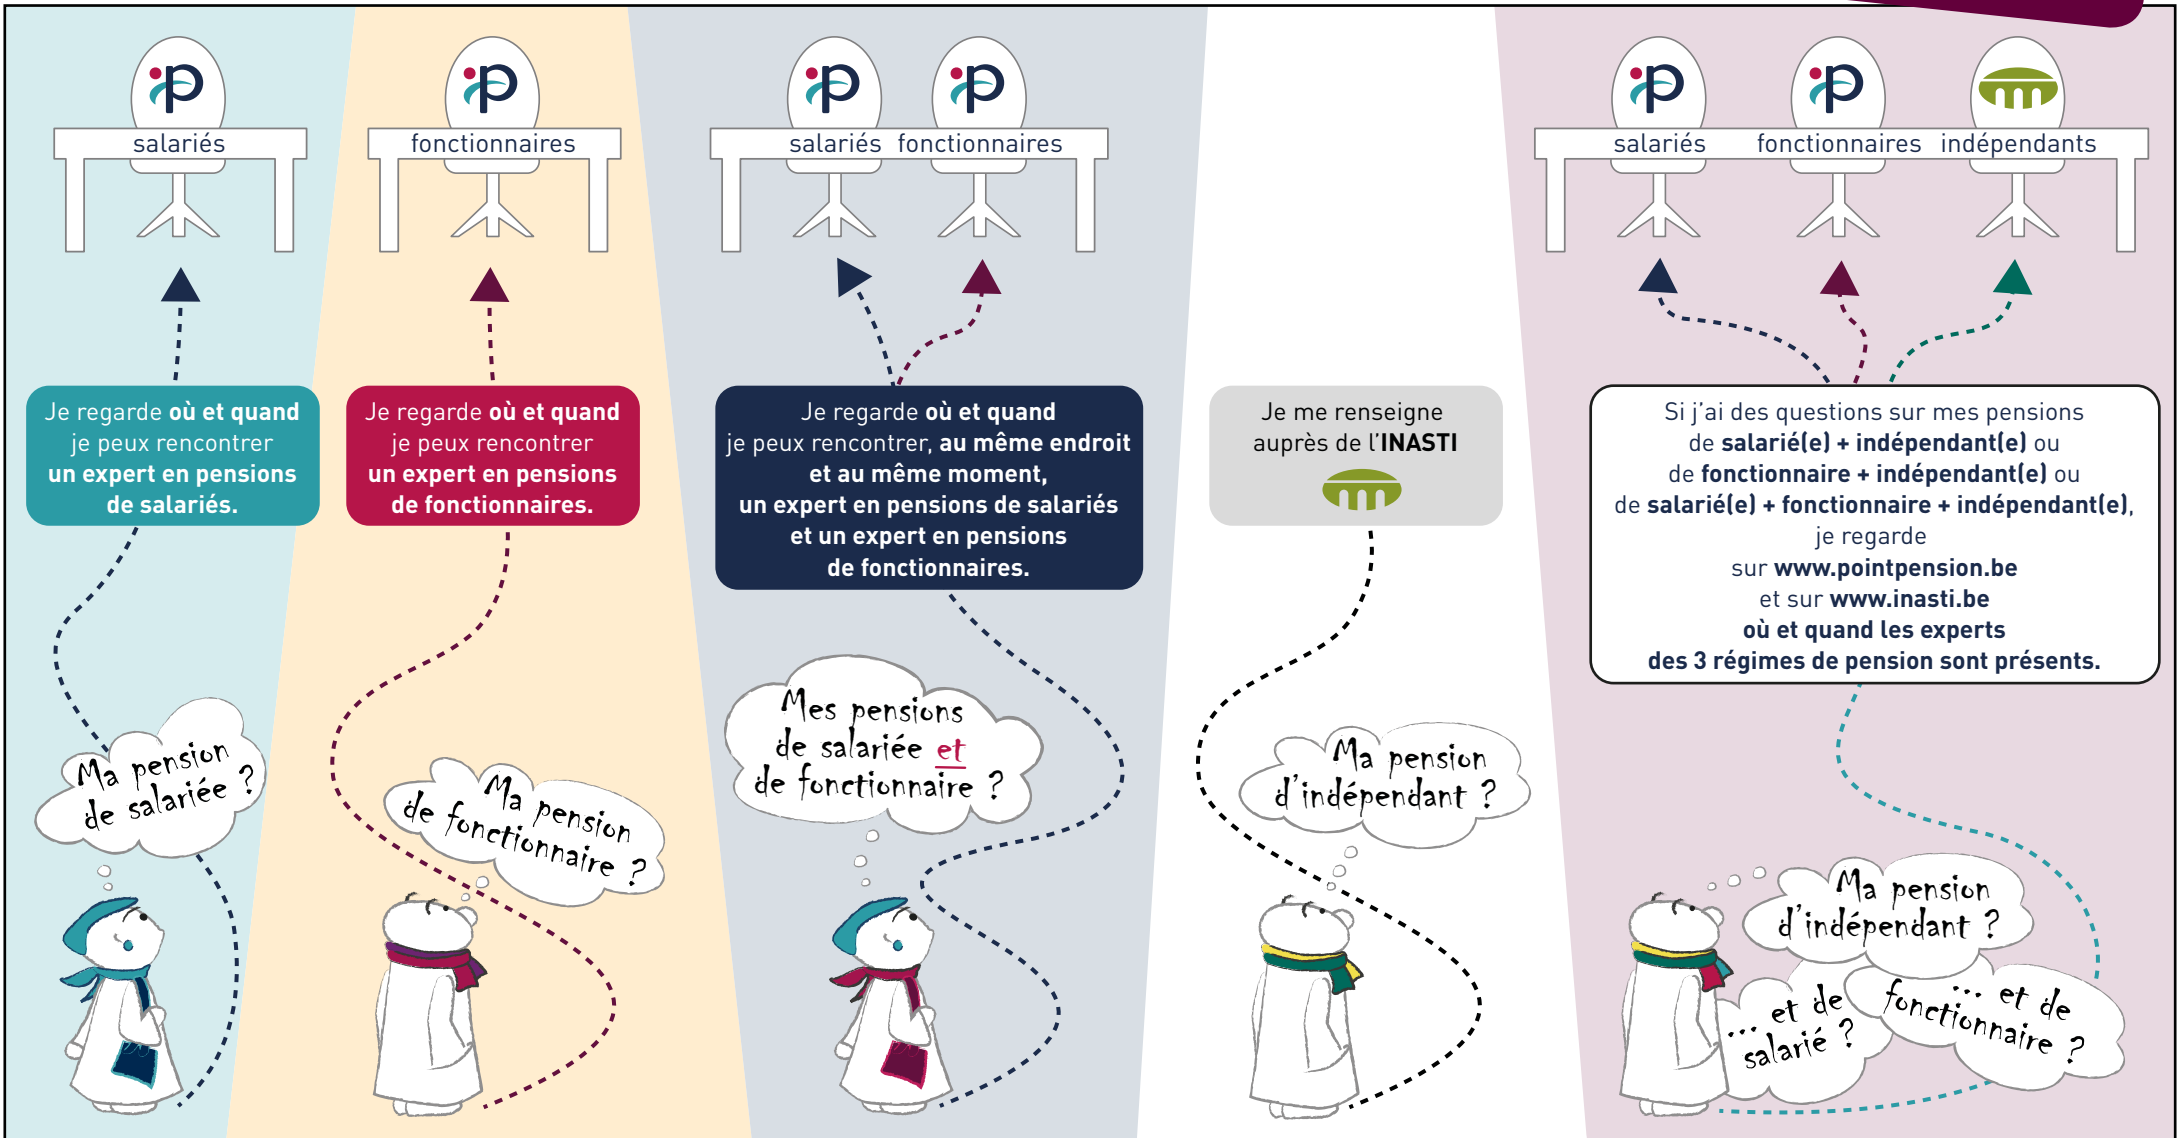 salariés
fonctionnaires
salariés fonctionnaires
salariés fonctionnaires indépendants
Je regarde où et quand
je peux rencontrer
un expert en pensions
de salariés.
Je regarde où et quand
je peux rencontrer
un expert en pensions
de fonctionnaires.
Je regarde où et quand
je peux rencontrer, au même endroit
et au même moment,
un expert en pensions de salariés
et un expert en pensions
de fonctionnaires.
Je me renseigne
auprès de l'INASTI
Si j'ai des questions sur mes pensions
de salarié(e) + indépendant(e) ou
de fonctionnaire + indépendant(e) ou
de salarié(e) + fonctionnaire + indépendant(e),
je regarde
sur www.pointpension.be
et sur www.inasti.be
où et quand les experts
des 3 régimes de pension sont présents.
Ma pension
de salariée ?
Ma pension
de fonctionnaire ?
Mes pensions
de salariée et
de fonctionnaire ?
Ma pension
d'indépendant ?
Ma pension
d'indépendant ?
... et de
salarié ?
... et de
fonctionnaire ?